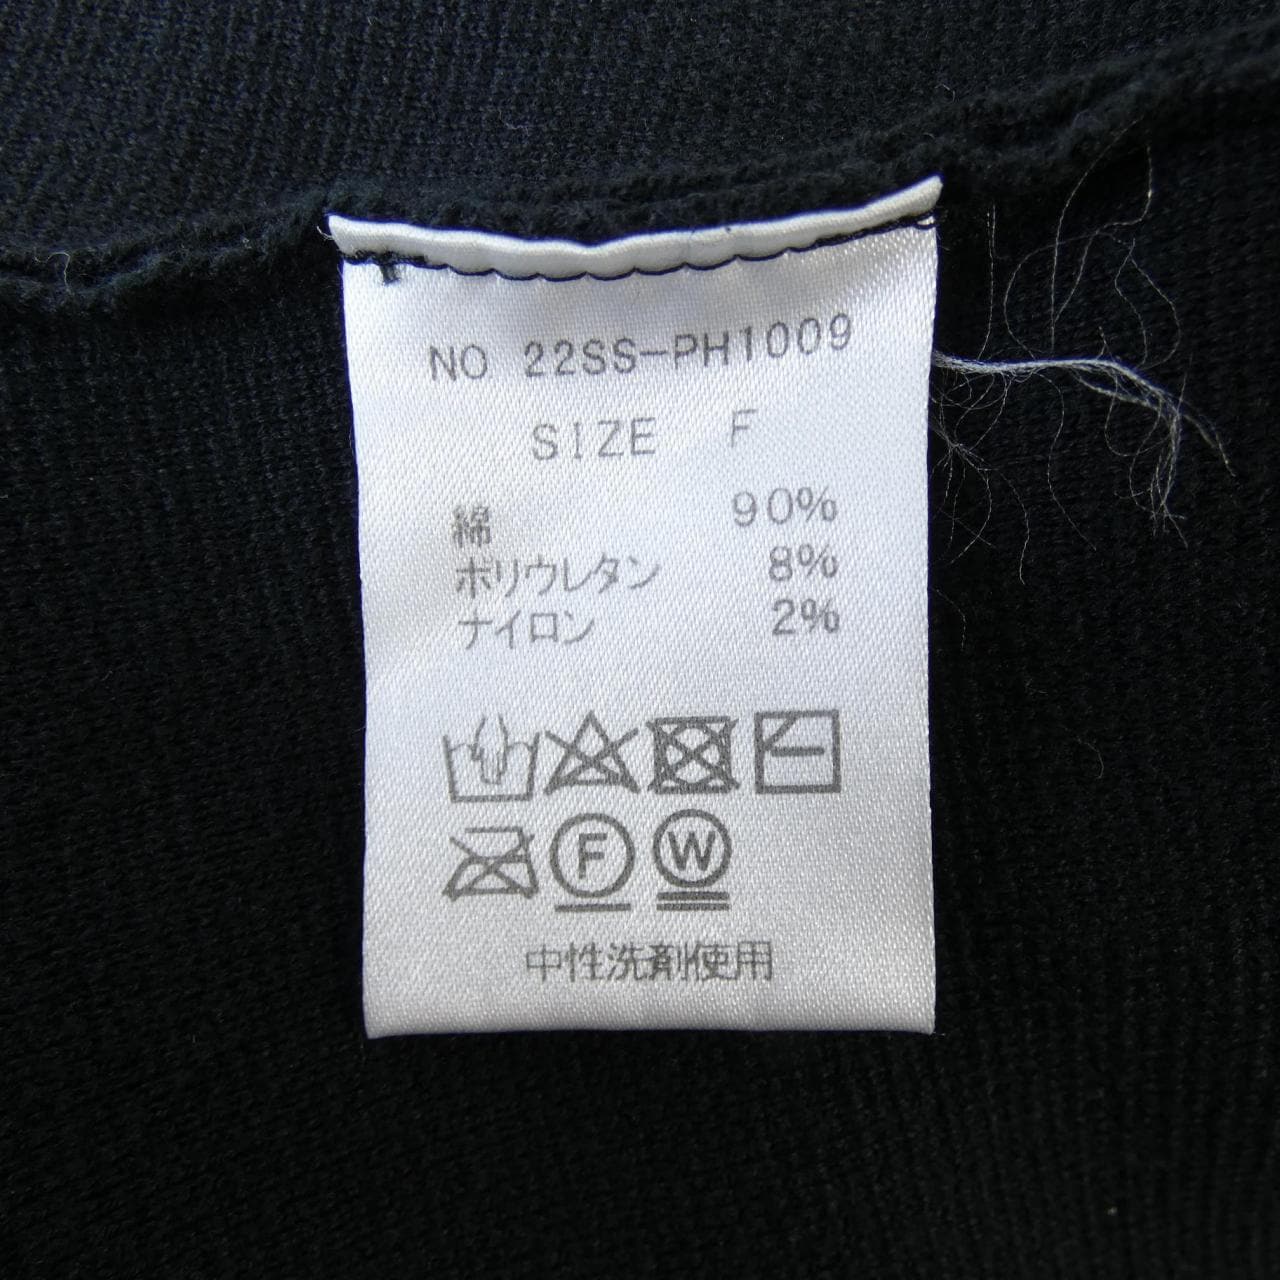 NO 22SS-PH1009
SIZE F
綿 90%
ポリウレタン 8%
ナイロン 2%
F W
中性洗剤使用